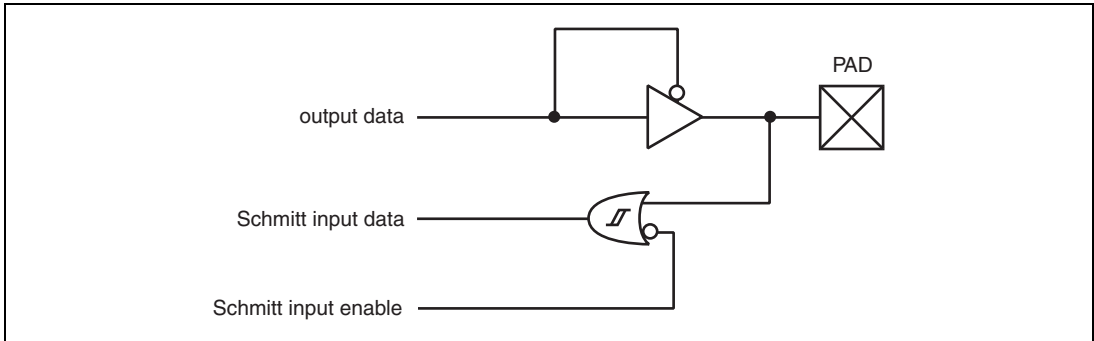 PAD
output data
Schmitt input data
Schmitt input enable